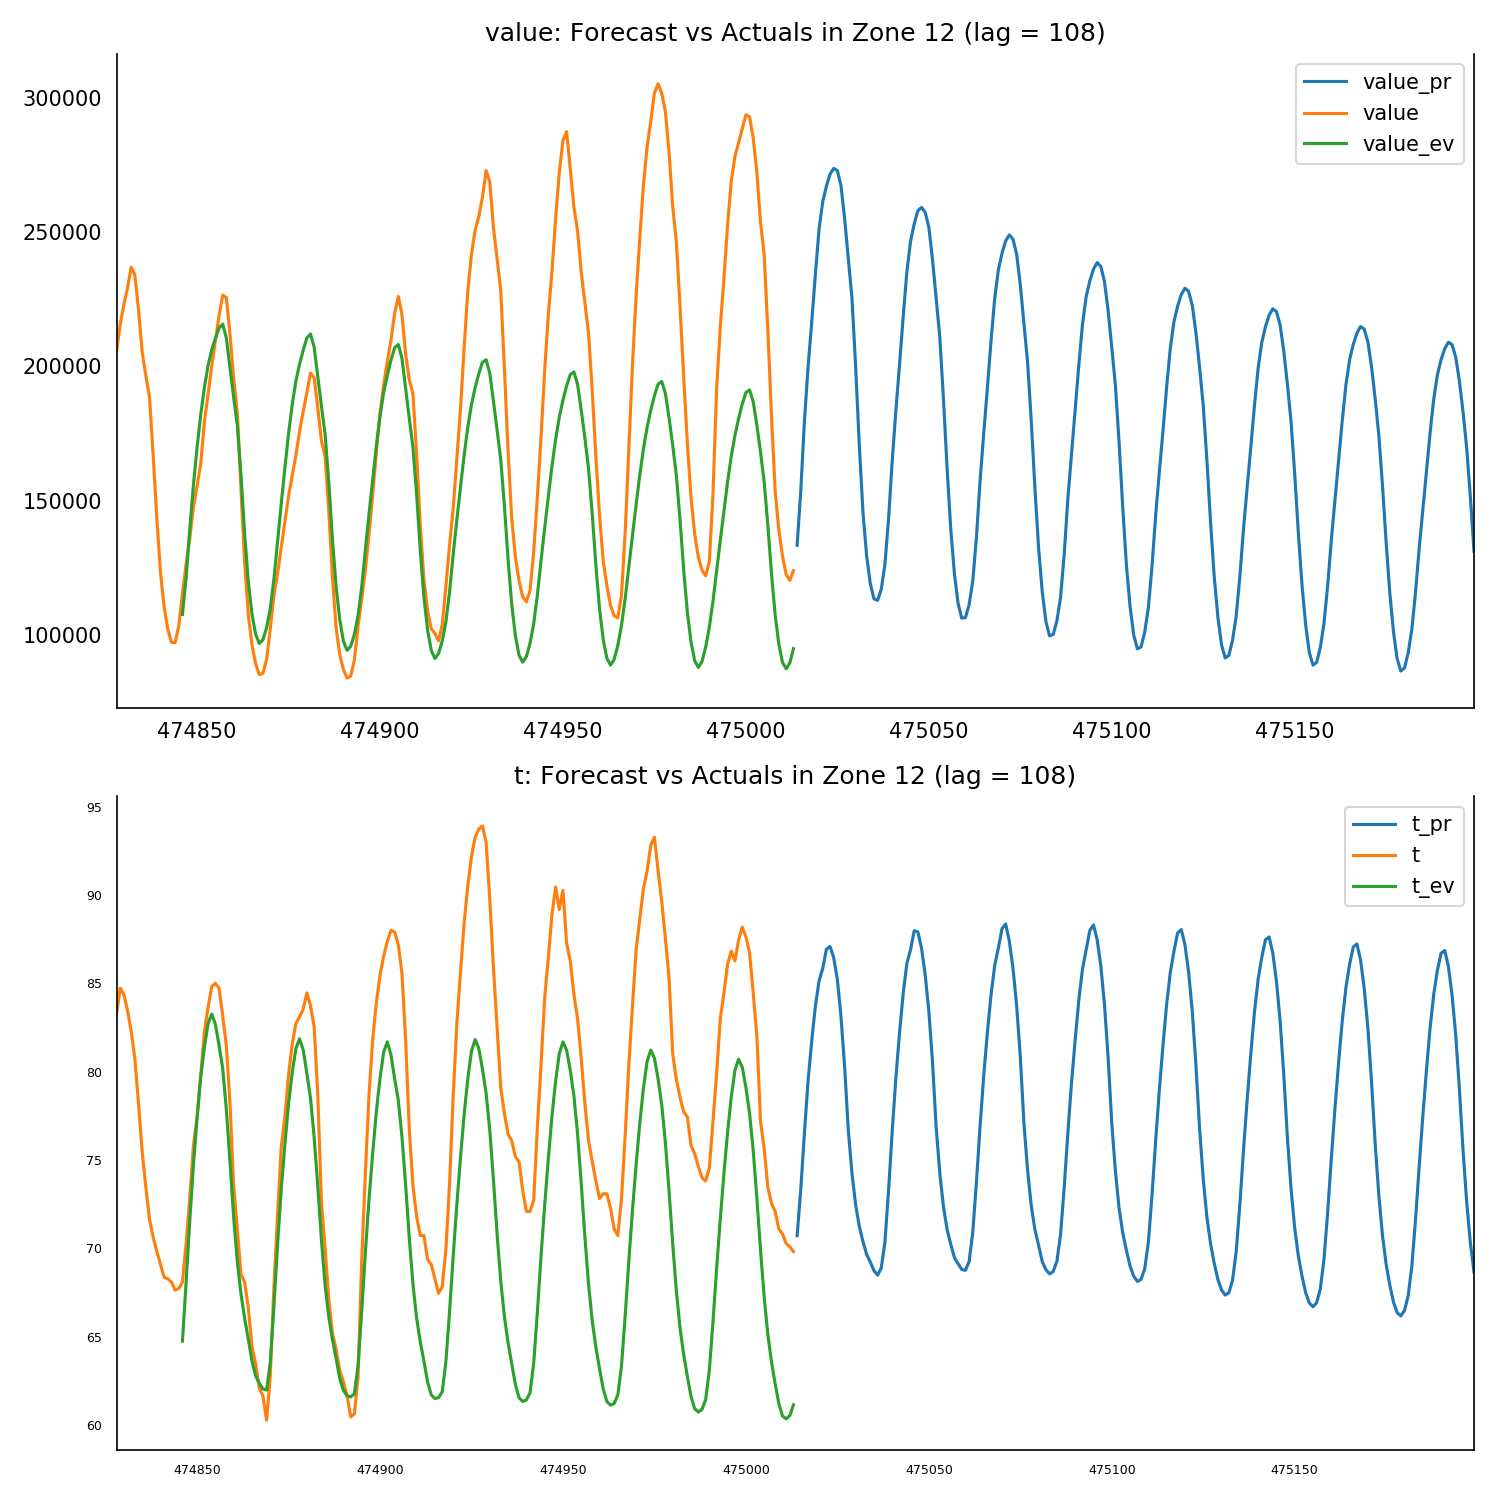 value: Forecast vs Actuals in Zone 12 (lag = 108)
300000
250000
200000
150000
100000
value_pr
value
value_ev
474850 474900 474950 475000 475050 475100 475150
t: Forecast vs Actuals in Zone 12 (lag = 108)
95
90
85
80
75
70
65
60
t_pr
t
t_ev
474850 474900 474950 475000 475050 475100 475150